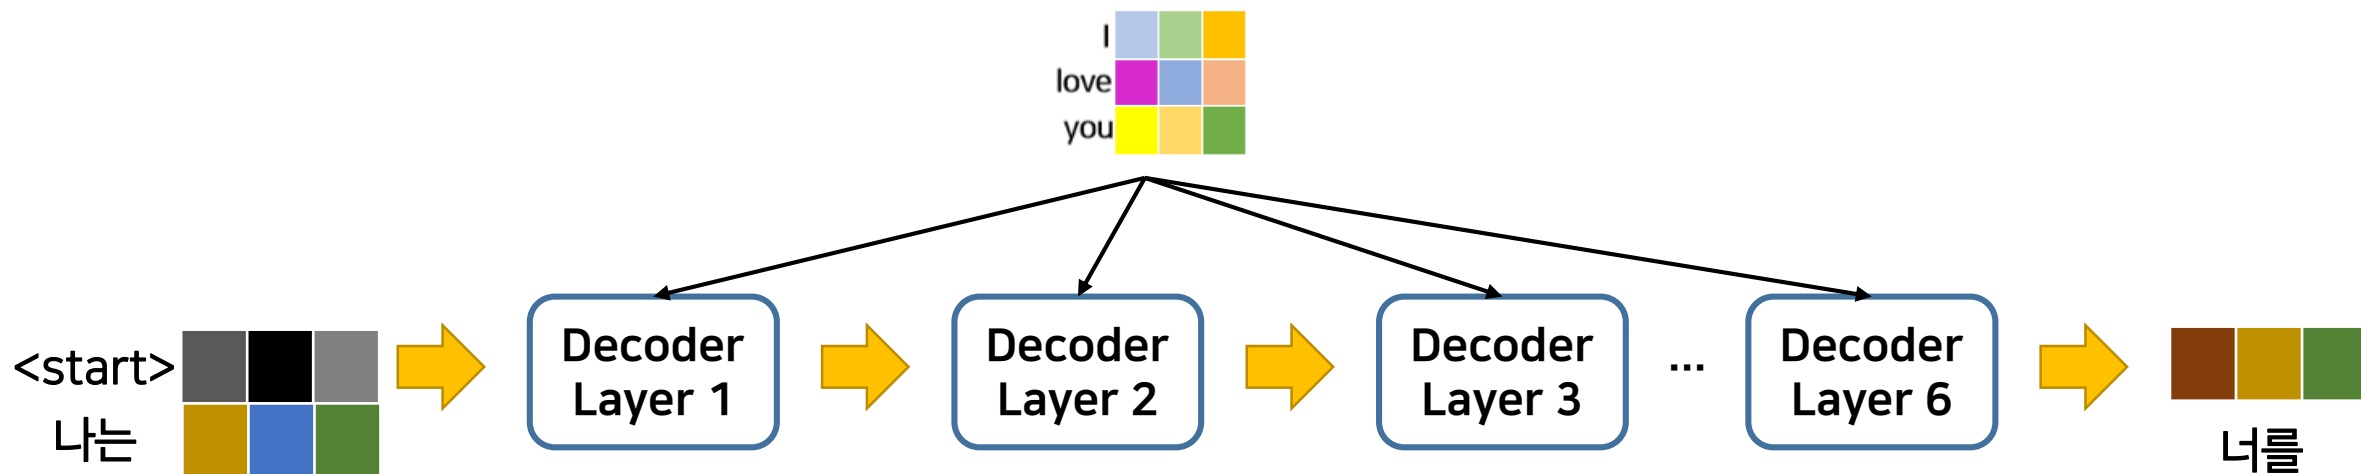 I
love
you
<start>
나는
Decoder
Layer 1
Decoder
Layer 2
Decoder
Layer 3
...
Decoder
Layer 6
너를